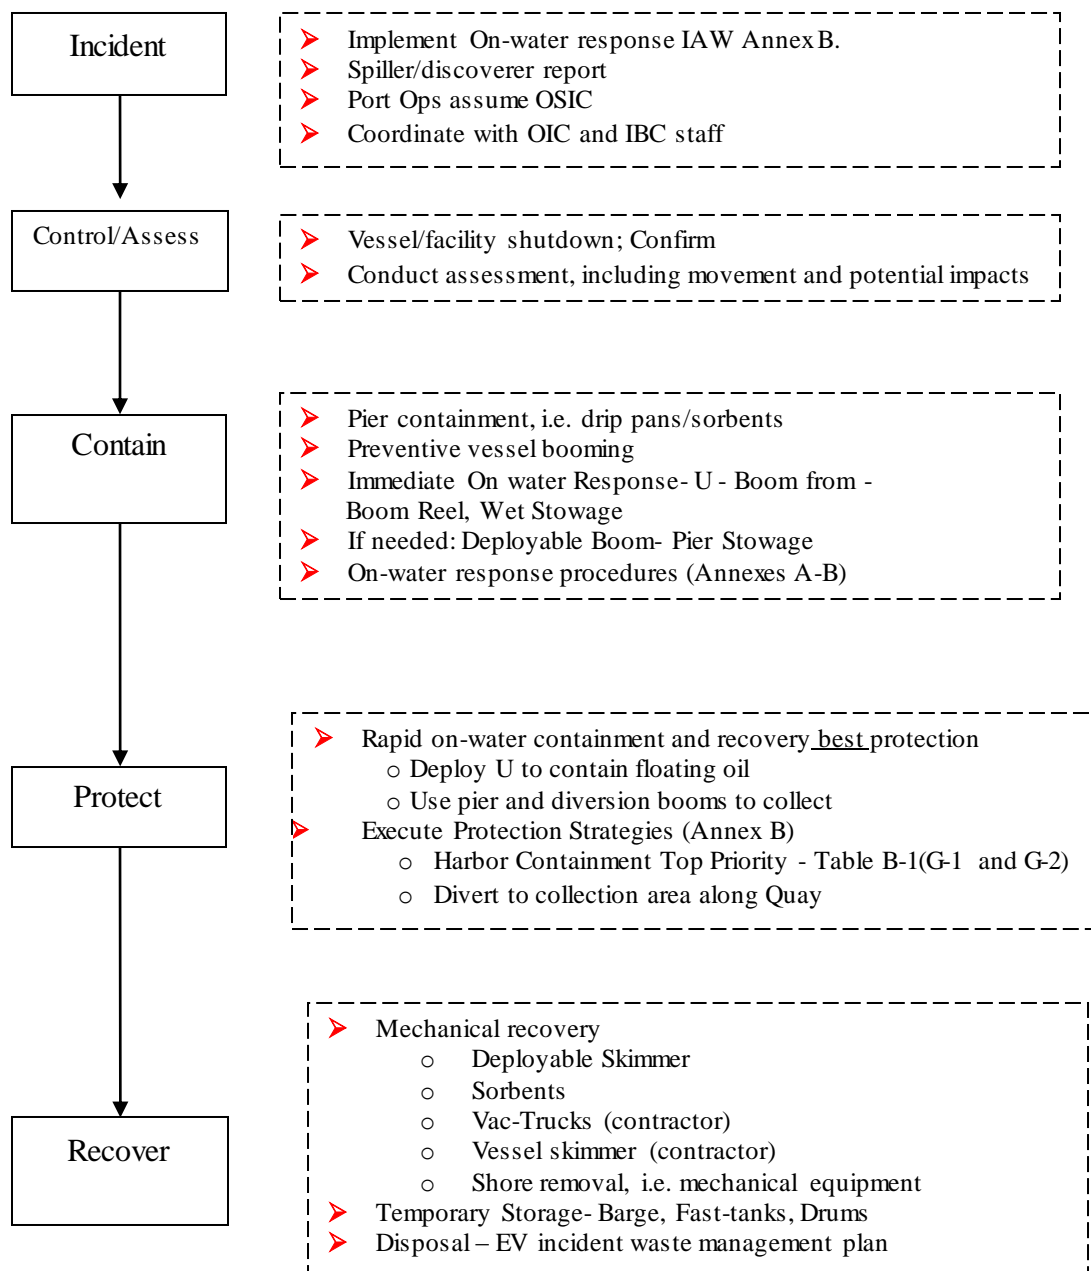 Incident
Implement On-water response IAW Annex B.
Spiller/discoverer report
Port Ops assume OSIC
Coordinate with OIC and IBC staff
Control/Assess
Vessel/facility shutdown; Confirm
Conduct assessment, including movement and potential impacts
Contain
Pier containment, i.e. drip pans/sorbents
Preventive vessel booming
Immediate On water Response- U - Boom from -
Boom Reel, Wet Stowage
If needed: Deployable Boom- Pier Stowage
On-water response procedures (Annexes A-B)
Protect
Rapid on-water containment and recovery best protection
o Deploy U to contain floating oil
o Use pier and diversion booms to collect
Execute Protection Strategies (Annex B)
o Harbor Containment Top Priority - Table B-1(G-1 and G-2)
o Divert to collection area along Quay
Recover
Mechanical recovery
o Deployable Skimmer
o Sorbents
o Vac-Trucks (contractor)
o Vessel skimmer (contractor)
o Shore removal, i.e. mechanical equipment
Temporary Storage- Barge, Fast-tanks, Drums
Disposal – EV incident waste management plan